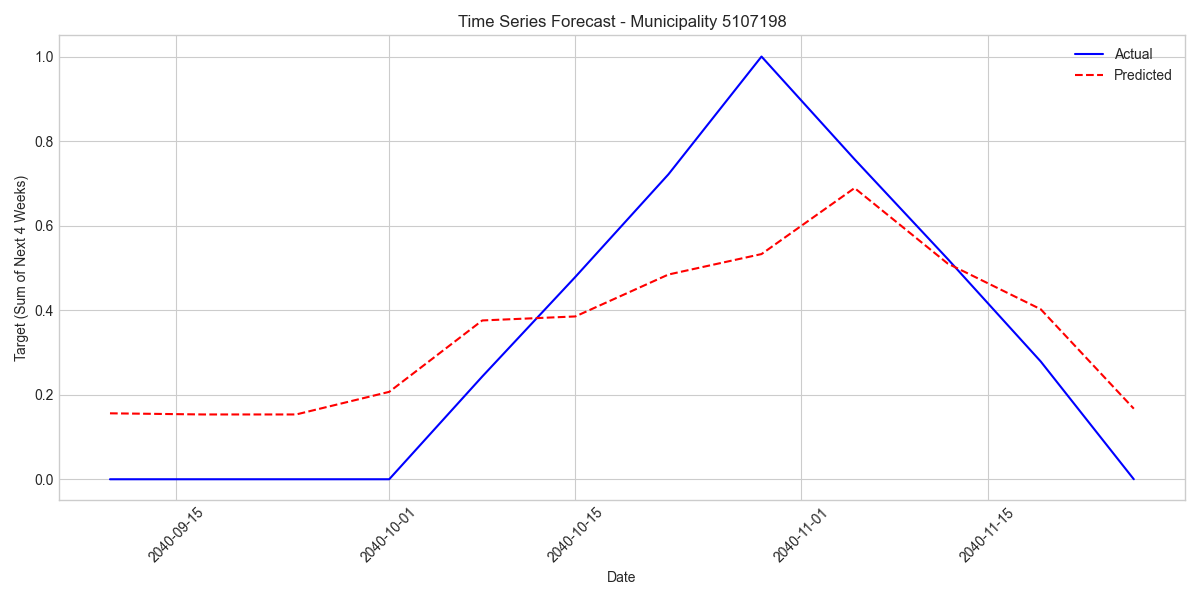 Time Series Forecast - Municipality 5107198
Actual
Predicted
Target (Sum of Next 4 Weeks)
1.0
0.8
0.6
0.4
0.2
0.0
2040-09-15
2040-10-01
2040-10-15
2040-11-01
2040-11-15
Date